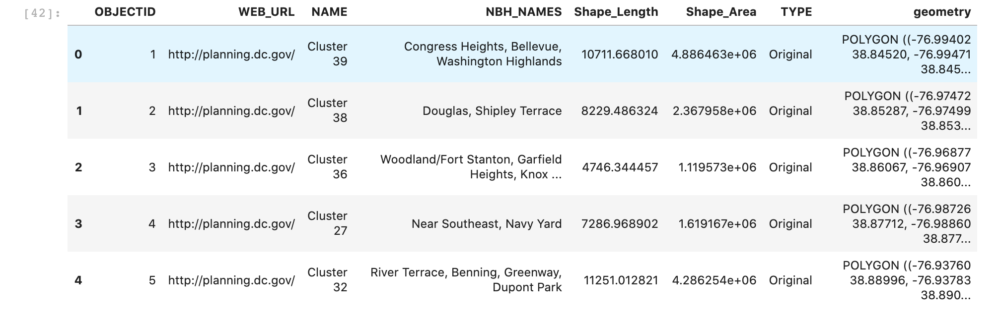 [42]: OBJECTID WEB_URL NAME NBH_NAMES Shape_Length Shape_Area TYPE geometry
0 1 http://planning.dc.gov/ Cluster 39 Congress Heights, Bellevue, Washington Highlands 10711.668010 4.886463e+06 Original POLYGON ((-76.99402 38.84520, -76.99471 38.845...
1 2 http://planning.dc.gov/ Cluster 38 Douglas, Shipley Terrace 8229.486324 2.367958e+06 Original POLYGON ((-76.97472 38.85287, -76.97499 38.853...
2 3 http://planning.dc.gov/ Cluster 36 Woodland/Fort Stanton, Garfield Heights, Knox ... 4746.344457 1.119573e+06 Original POLYGON ((-76.96877 38.86067, -76.96907 38.860...
3 4 http://planning.dc.gov/ Cluster 27 Near Southeast, Navy Yard 7286.968902 1.619167e+06 Original POLYGON ((-76.98726 38.87712, -76.98860 38.877...
4 5 http://planning.dc.gov/ Cluster 32 River Terrace, Benning, Greenway, Dupont Park 11251.012821 4.286254e+06 Original POLYGON ((-76.93760 38.88996, -76.93783 38.890...